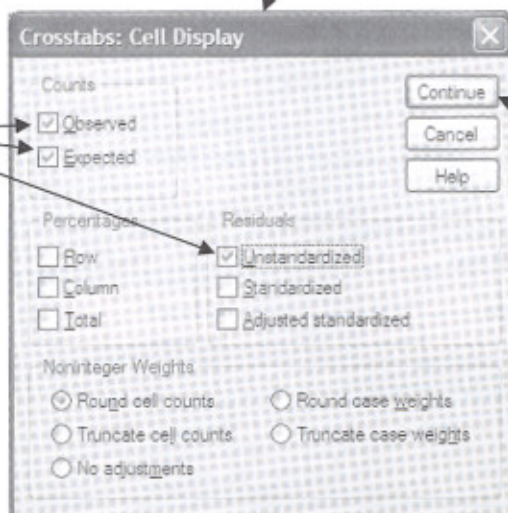 Crosstabs: Cell Display
Counts
Observed
Expected
Continue
Cancel
Help
Percentages
Residuals
Row
Unstandardized
Column
Standardized
Total
Adjusted standardized
Noninteger Weights
Round cell counts
Round case weights
Truncate cell counts
Truncate case weights
No adjustments